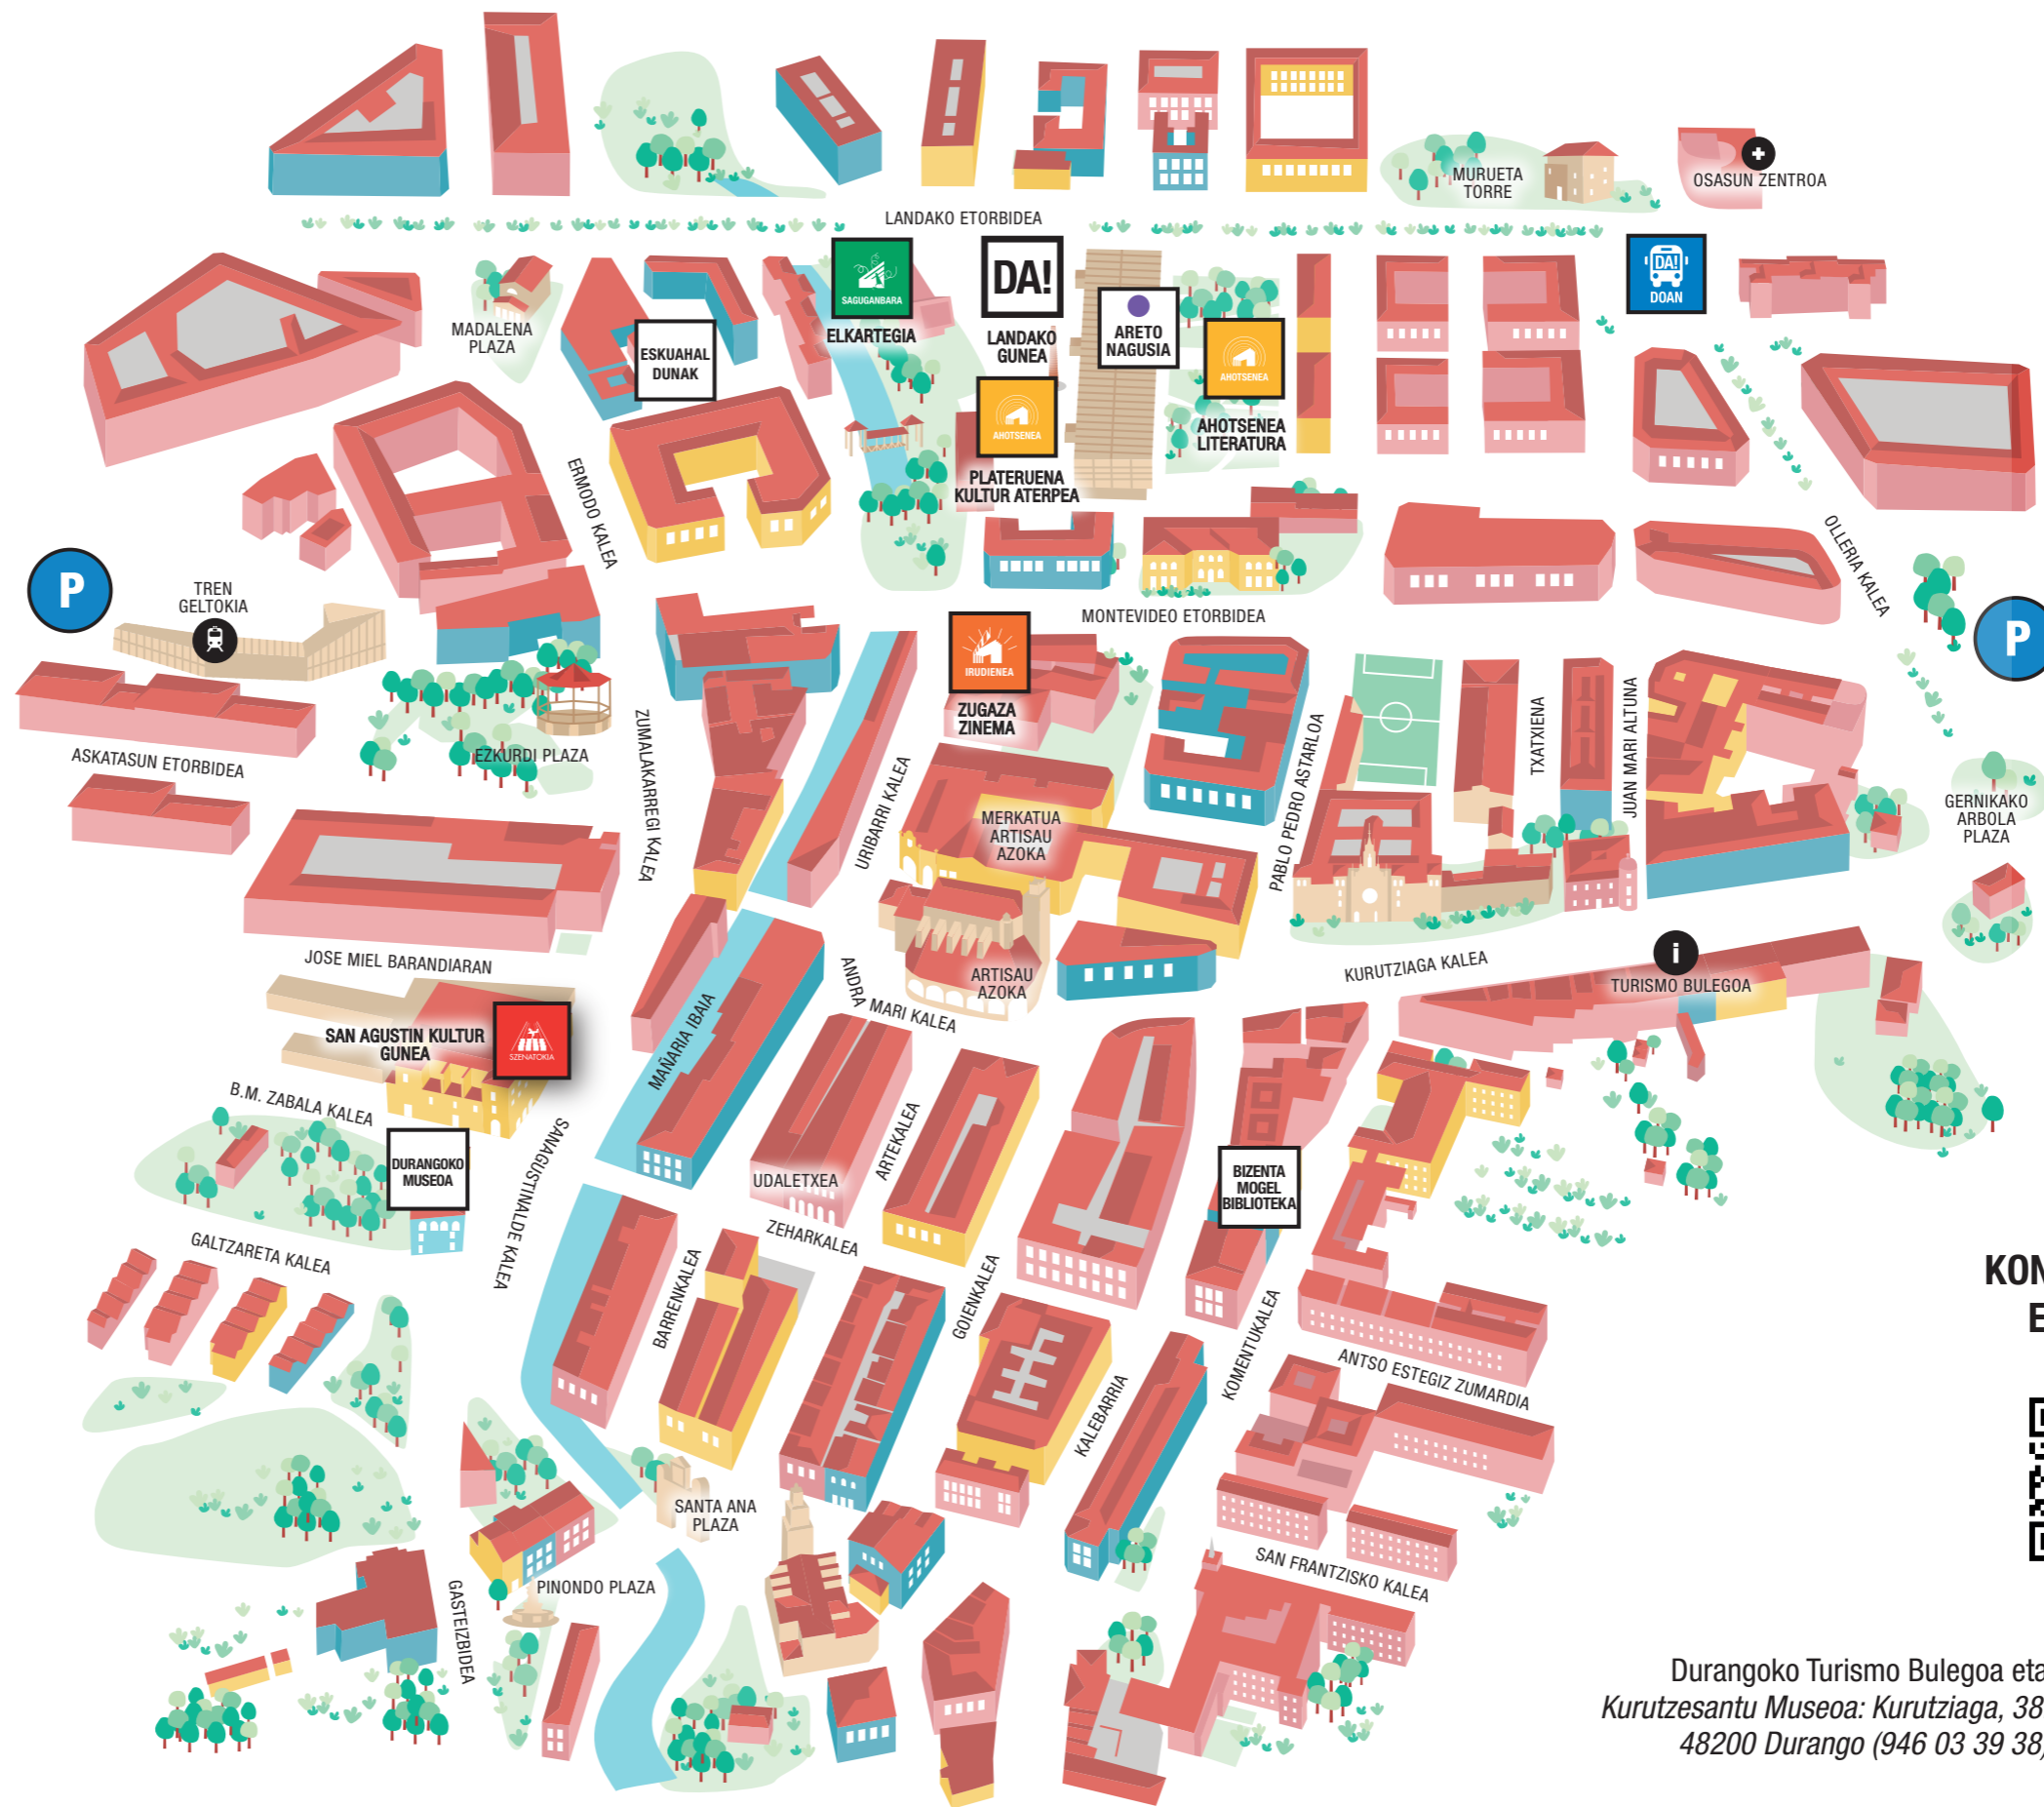 MURUETA
TORRE
OSASUN ZENTROA
LANDAKO ETORBIDEA
SAGUGANBARA
ELKARTEGIA
DA!
LANDAKO
GUNEA
ARETO
NAGUSIA
AHOTSENEA
AHOTSENEA
LITERATURA
DA!
DOAN
MADALENA
PLAZA
ESKUAHAL
DUNAK
AHOTSENEA
PLATERUENA
KULTUR ATERPEA
ERMODO KALEA
OLLERIA KALEA
P
TREN
GELTOKIA
MONTEVIDEO ETORBIDEA
P
IRUDIENEA
ZUGAZA
ZINEMA
ASKATASUN ETORBIDEA
EZKURDI PLAZA
ZUMALAKARREGI KALEA
URIBARRI KALEA
MERKATUA
ARTISAU
AZOKA
PABLO PEDRO ASTARLOA
TXATXIENA
JUAN MARI ALTUNA
GERNIKAKO
ARBOLA
PLAZA
JOSE MIEL BARANDIARAN
ANDRA MARI KALEA
ARTISAU
AZOKA
KURUTZIAGA KALEA
i
TURISMO BULEGOA
SAN AGUSTIN KULTUR
GUNEA
SZENATOKIA
MAÑARIA IBAIA
B.M. ZABALA KALEA
DURANGOKO
MUSEOA
SANAGUSTINALDE KALEA
UDALETXEA
ARTEKALEA
BIZENTA
MOGEL
BIBLIOTEKA
GALTZARETA KALEA
ZEHARKALEA
BARRENKALEA
GOIENKALEA
KOMENTUKALEA
KON
E
ANTSO ESTEGIZ ZUMARDIA
KALEBARRIA
SANTA ANA
PLAZA
PINONDO PLAZA
GASTEIZBIDEA
SAN FRANTZISKO KALEA
Durangoko Turismo Bulegoa eta
Kurutzesantu Museoa: Kurutziaga, 38
48200 Durango (946 03 39 38)